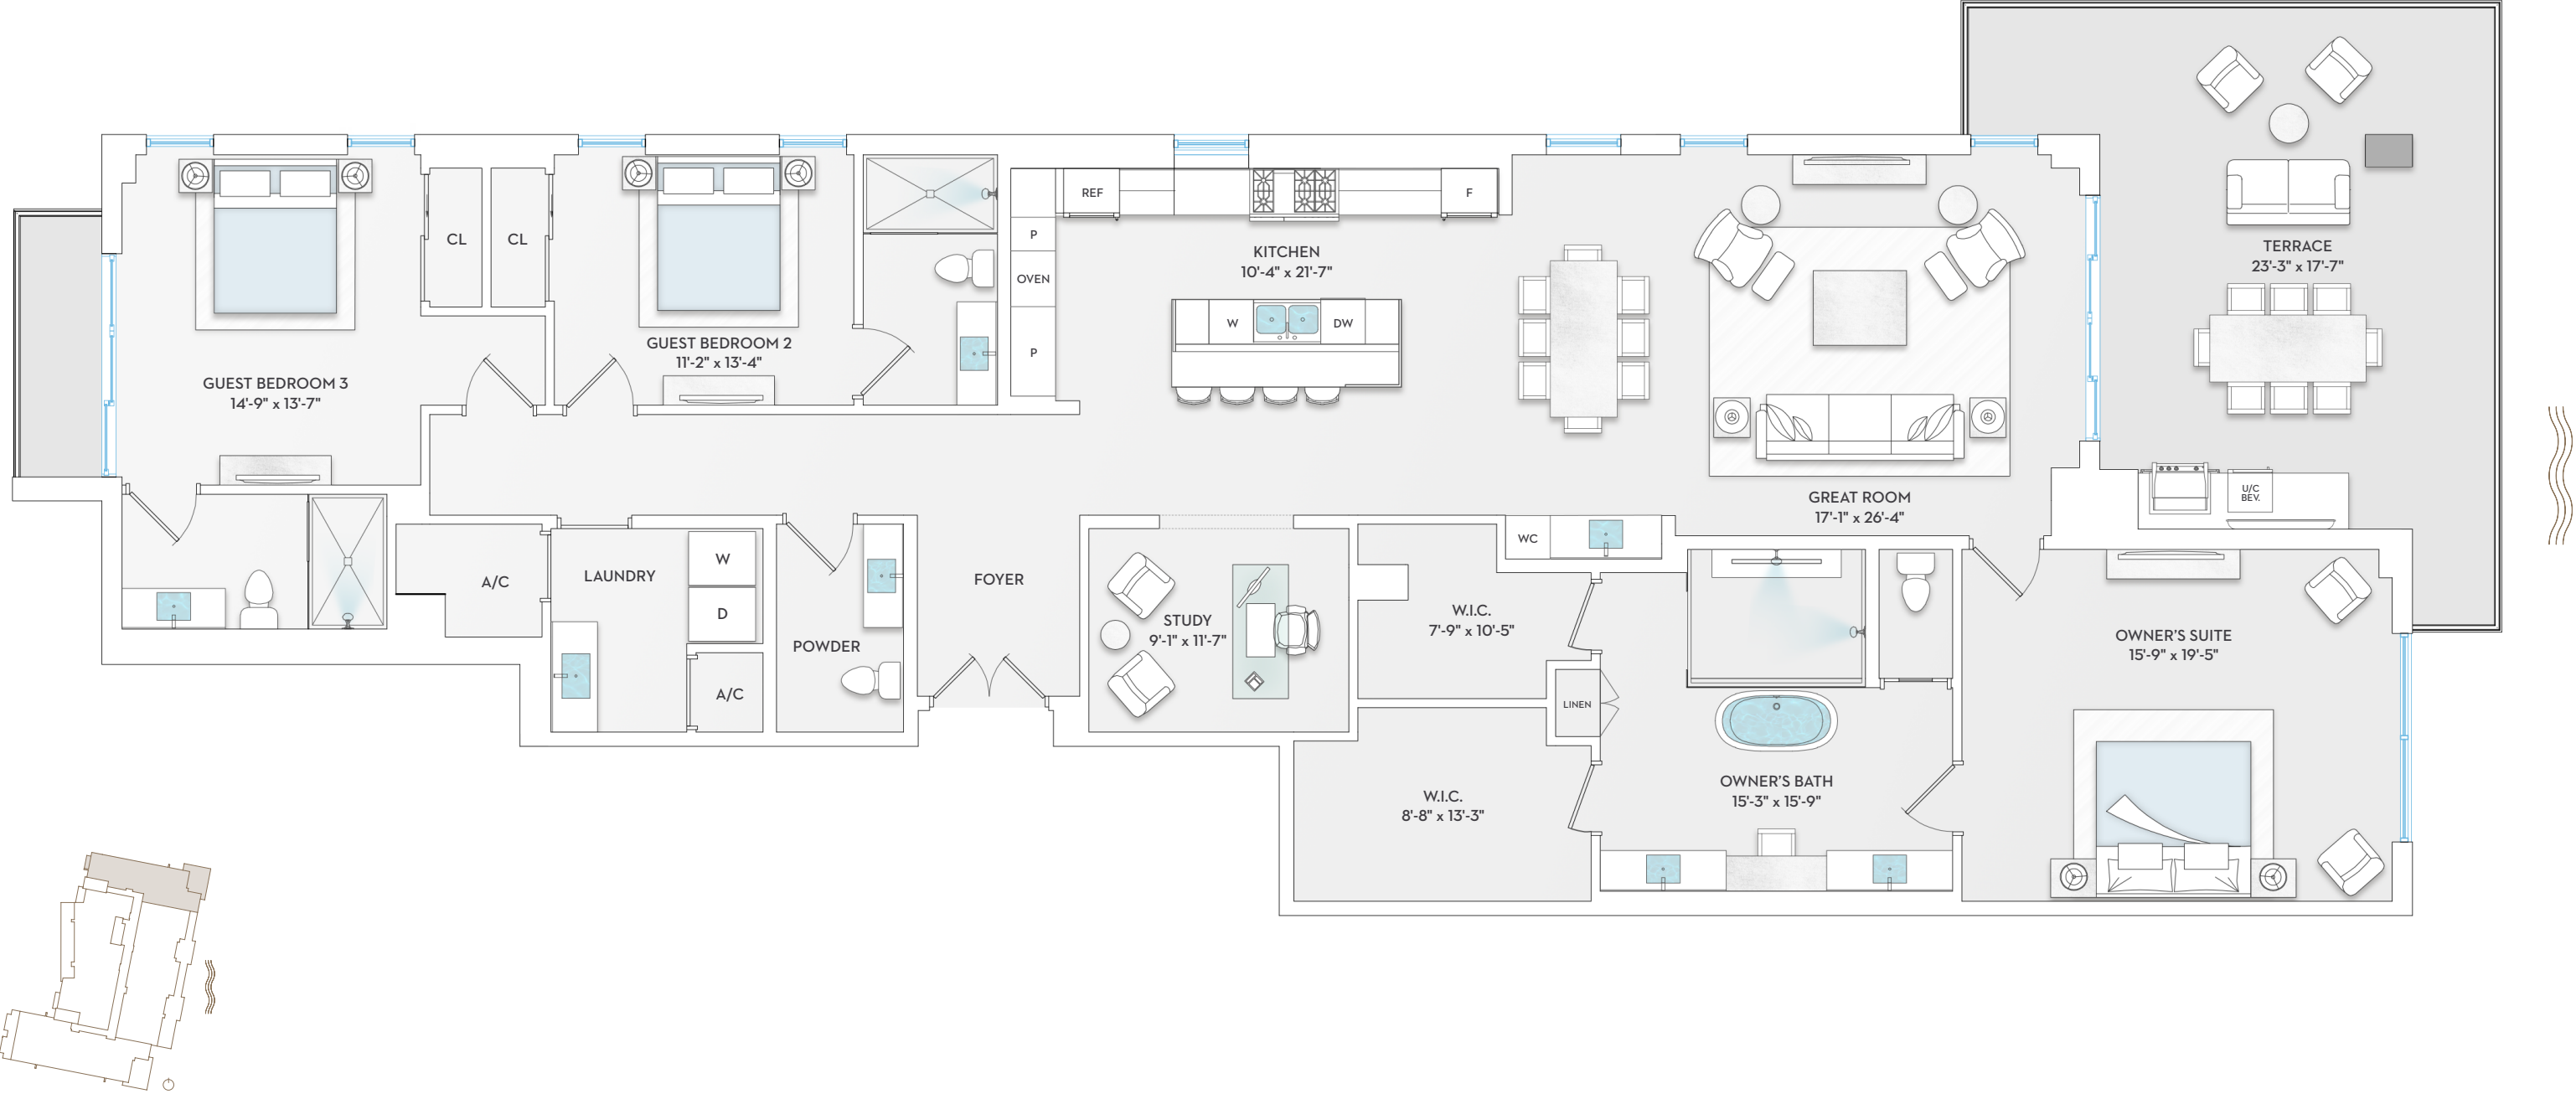 REF
F
P
OVEN
P
CL
CL
KITCHEN
10'-4" x 21'-7"
TERRACE
23'-3" x 17'-7"
W
DW
GUEST BEDROOM 2
11'-2" x 13'-4"
GUEST BEDROOM 3
14'-9" x 13'-7"
GREAT ROOM
17'-1" x 26'-4"
U/C
BEV.
WC
A/C
LAUNDRY
W
D
A/C
POWDER
FOYER
STUDY
9'-1" x 11'-7"
W.I.C.
7'-9" x 10'-5"
LINEN
OWNER'S SUITE
15'-9" x 19'-5"
OWNER'S BATH
15'-3" x 15'-9"
W.I.C.
8'-8" x 13'-3"